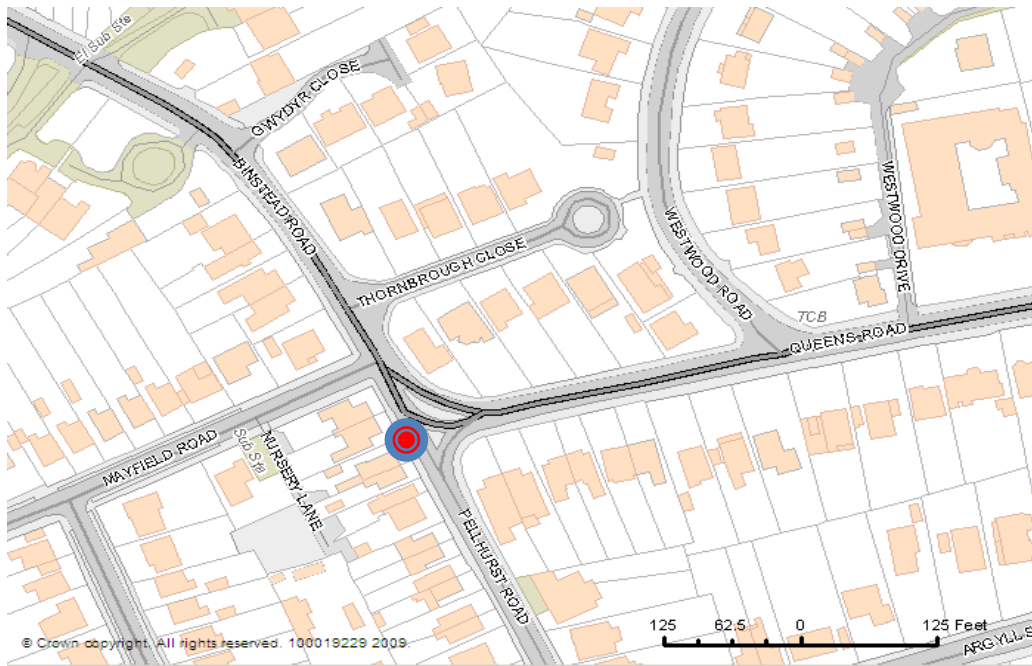 El Sub Sta
GWYDYR CLOSE
BINSTEAD ROAD
THORNBROUGH CLOSE
WESTWOOD ROAD
WESTWOOD DRIVE
TCB
QUEENS ROAD
MAYFIELD ROAD
Sub Sta
NURSERY LANE
PELLHURST ROAD
125 62.5 0 125 Feet
© Crown copyright. All rights reserved. 100019229 2009.
ARGYLL S